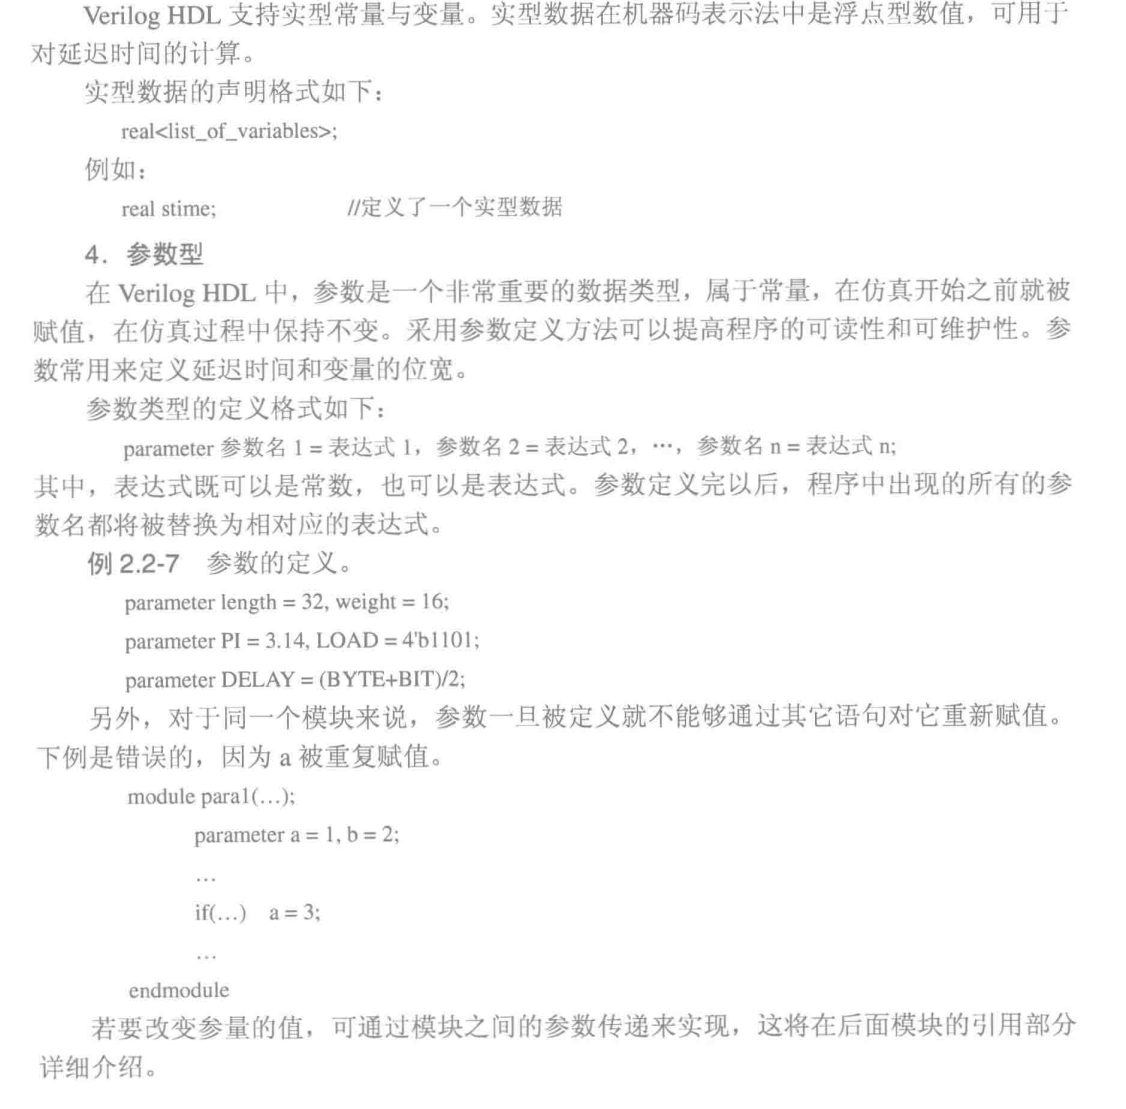 Verilog HDL 支持实型常量与变量。实型数据在机器码表示法中是浮点型数值，可用于
对延迟时间的计算。
实型数据的声明格式如下：
real<list_of_variables>;
例如：
real stime; //定义了一个实型数据
4．参数型
在 Verilog HDL 中，参数是一个非常重要的数据类型，属于常量，在仿真开始之前就被
赋值，在仿真过程中保持不变。采用参数定义方法可以提高程序的可读性和可维护性。参
数常用来定义延迟时间和变量的位宽。
参数类型的定义格式如下：
parameter 参数名 1 = 表达式 1，参数名 2 = 表达式 2，…，参数名 n = 表达式 n;
其中，表达式既可以是常数，也可以是表达式。参数定义完以后，程序中出现的所有的参
数名都将被替换为相对应的表达式。
例 2.2-7 参数的定义。
parameter length = 32, weight = 16;
parameter PI = 3.14, LOAD = 4'b1101;
parameter DELAY = (BYTE+BIT)/2;
另外，对于同一个模块来说，参数一旦被定义就不能够通过其它语句对它重新赋值。
下例是错误的，因为 a 被重复赋值。
module para1(…);
parameter a = 1, b = 2;
…
if(…) a = 3;
…
endmodule
若要改变参量的值，可通过模块之间的参数传递来实现，这将在后面模块的引用部分
详细介绍。